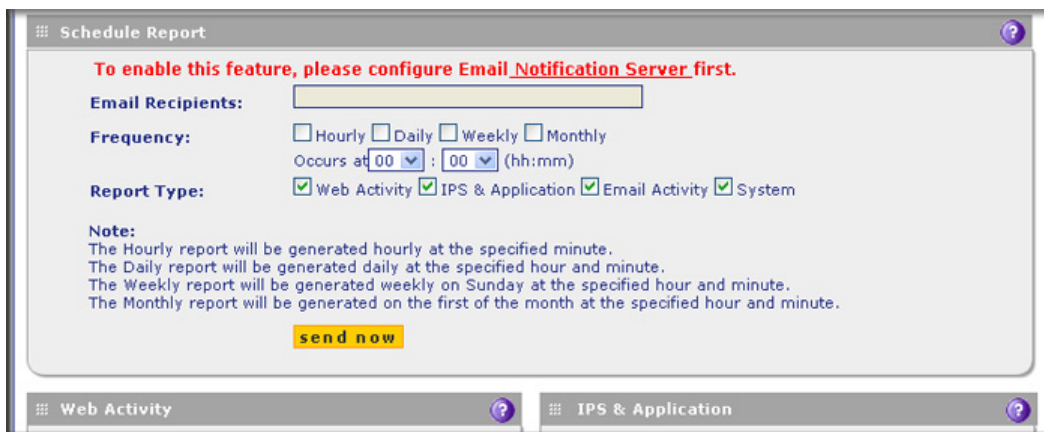 Schedule Report
To enable this feature, please configure Email Notification Server first.
Email Recipients:
Frequency: Hourly Daily Weekly Monthly
Occurs at 00 : 00 (hh:mm)
Report Type: Web Activity IPS & Application Email Activity System
Note:
The Hourly report will be generated hourly at the specified minute.
The Daily report will be generated daily at the specified hour and minute.
The Weekly report will be generated weekly on Sunday at the specified hour and minute.
The Monthly report will be generated on the first of the month at the specified hour and minute.
send now
Web Activity ? IPS & Application ?